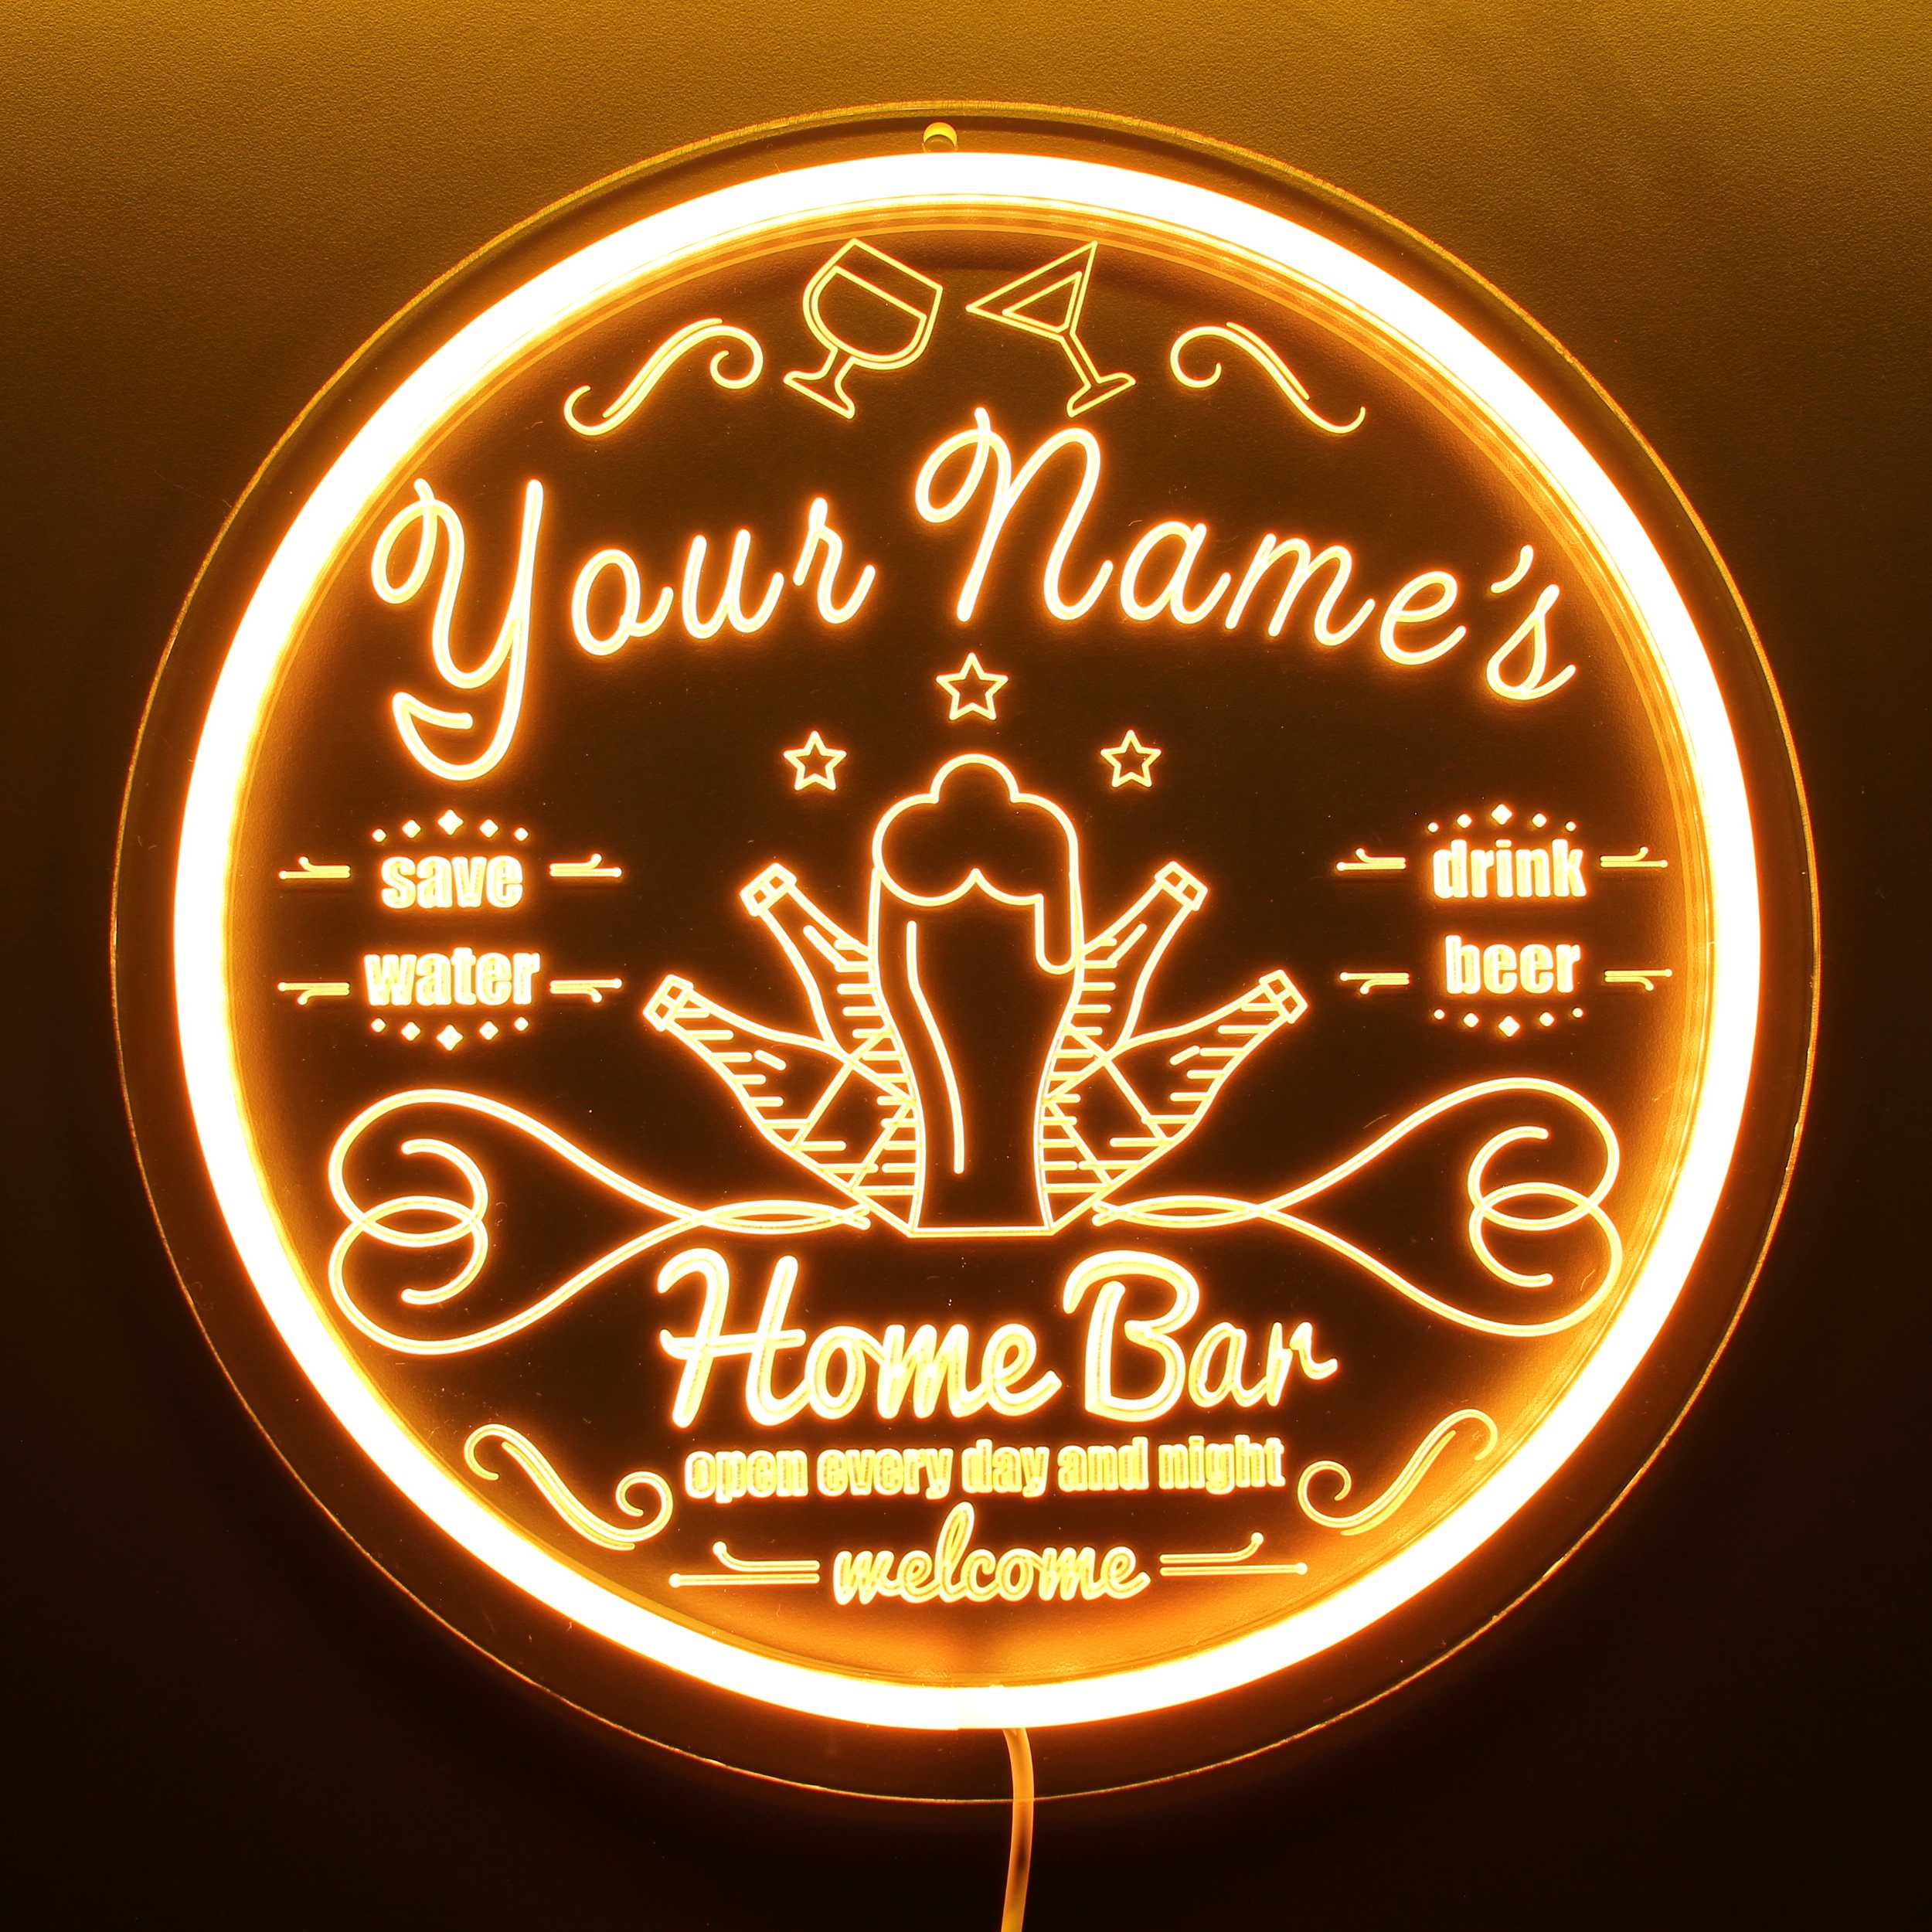 Your Name's
save
water
drink
beer
Home Bar
open every day and night
welcome